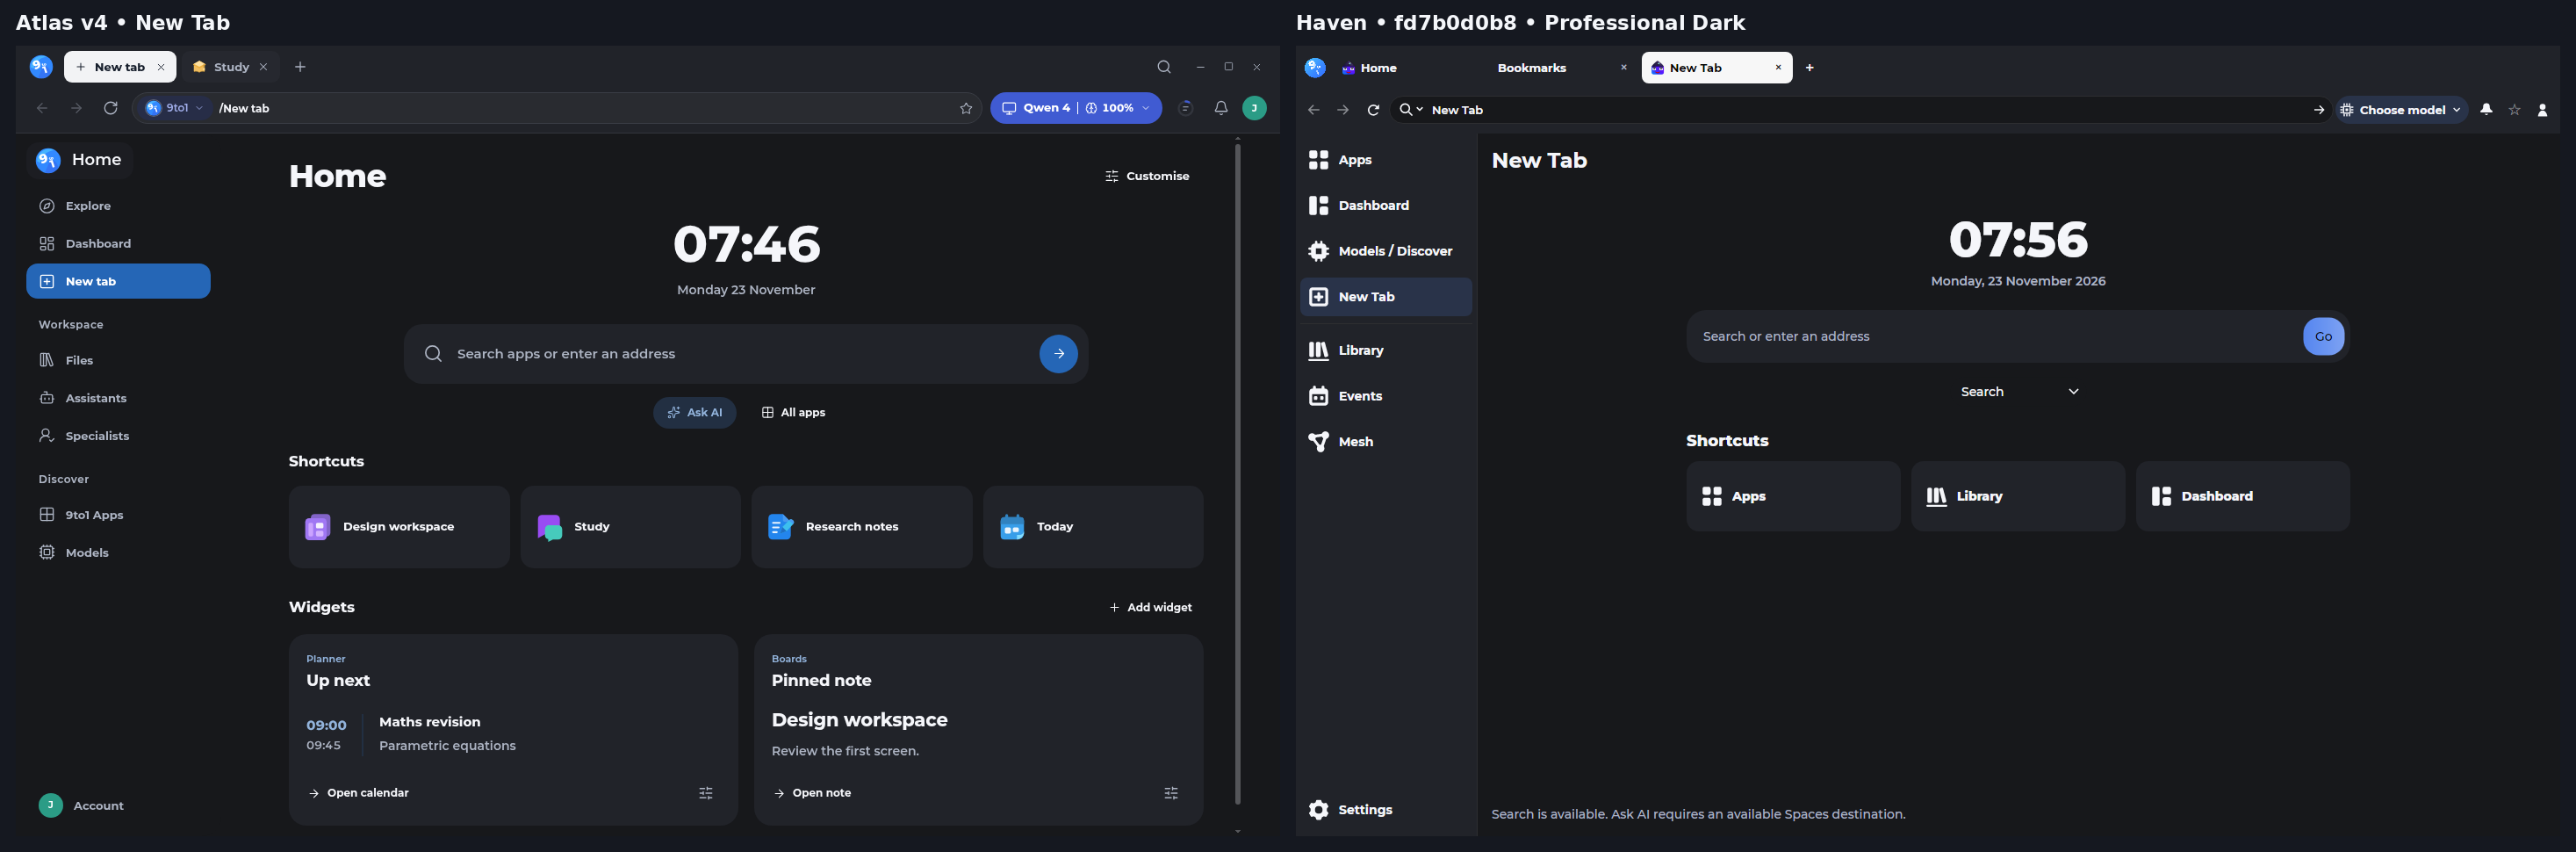 Atlas v4 • New Tab
New tab
Study
9to1
/New tab
Qwen 4 | 100%
J
Home
Explore
Dashboard
New tab
Workspace
Files
Assistants
Specialists
Discover
9to1 Apps
Models
J Account
Home
Customise
07:46
Monday 23 November
Search apps or enter an address
Ask AI
All apps
Shortcuts
Design workspace
Study
Research notes
Today
Widgets
Add widget
Planner
Up next
09:00 Maths revision
09:45 Parametric equations
Open calendar
Boards
Pinned note
Design workspace
Review the first screen.
Open note
Haven • fd7b0d0b8 • Professional Dark
Home
Bookmarks
New Tab
New Tab
Choose model
Apps
Dashboard
Models / Discover
New Tab
Library
Events
Mesh
Settings
New Tab
07:56
Monday, 23 November 2026
Search or enter an address
Go
Search
Shortcuts
Apps
Library
Dashboard
Search is available. Ask AI requires an available Spaces destination.